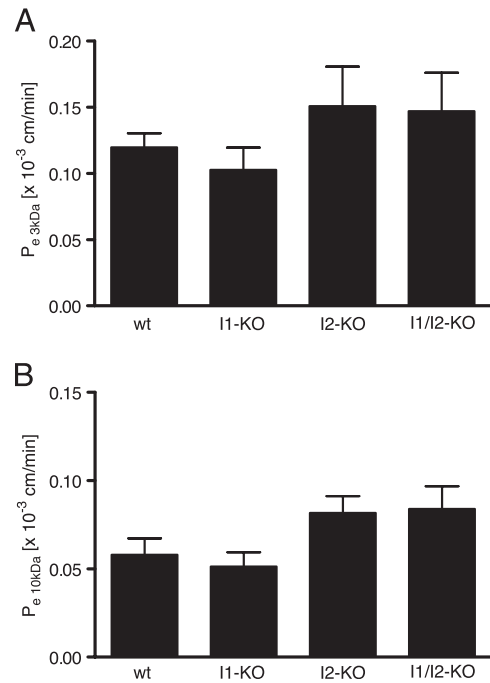 A
0.20
0.15
0.10
0.05
0.00
P e 3kDa [x 10⁻³ cm/min]
wt I1-KO I2-KO I1/I2-KO
B
0.15
0.10
0.05
0.00
P e 10kDa [x 10⁻³ cm/min]
wt I1-KO I2-KO I1/I2-KO